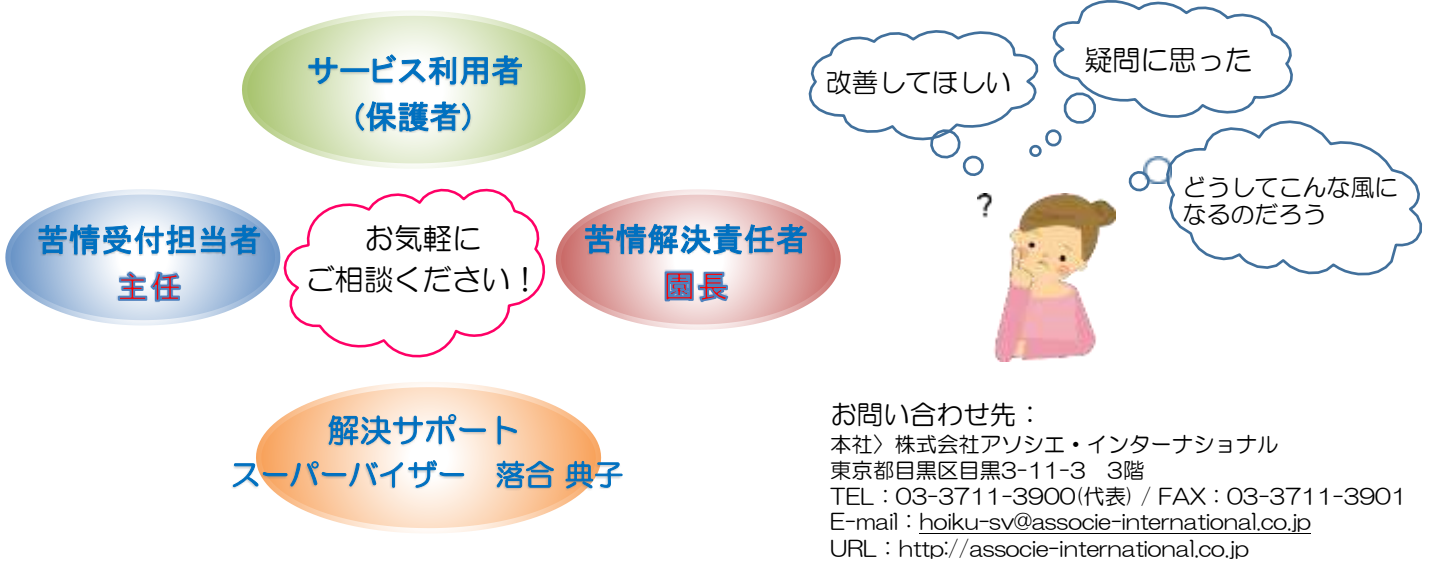 サービス利用者
(保護者)
苦情受付担当者
主任
お気軽に
ご相談ください！
苦情解決責任者
園長
解決サポート
スーパーバイザー　落合 典子
改善してほしい
疑問に思った
どうしてこんな風に
なるのだろう
?
お問い合わせ先：
本社〉株式会社アソシエ・インターナショナル
東京都目黒区目黒3-11-3　3階
TEL：03-3711-3900(代表) / FAX：03-3711-3901
E-mail：hoiku-sv@associe-international.co.jp
URL：http://associe-international.co.jp